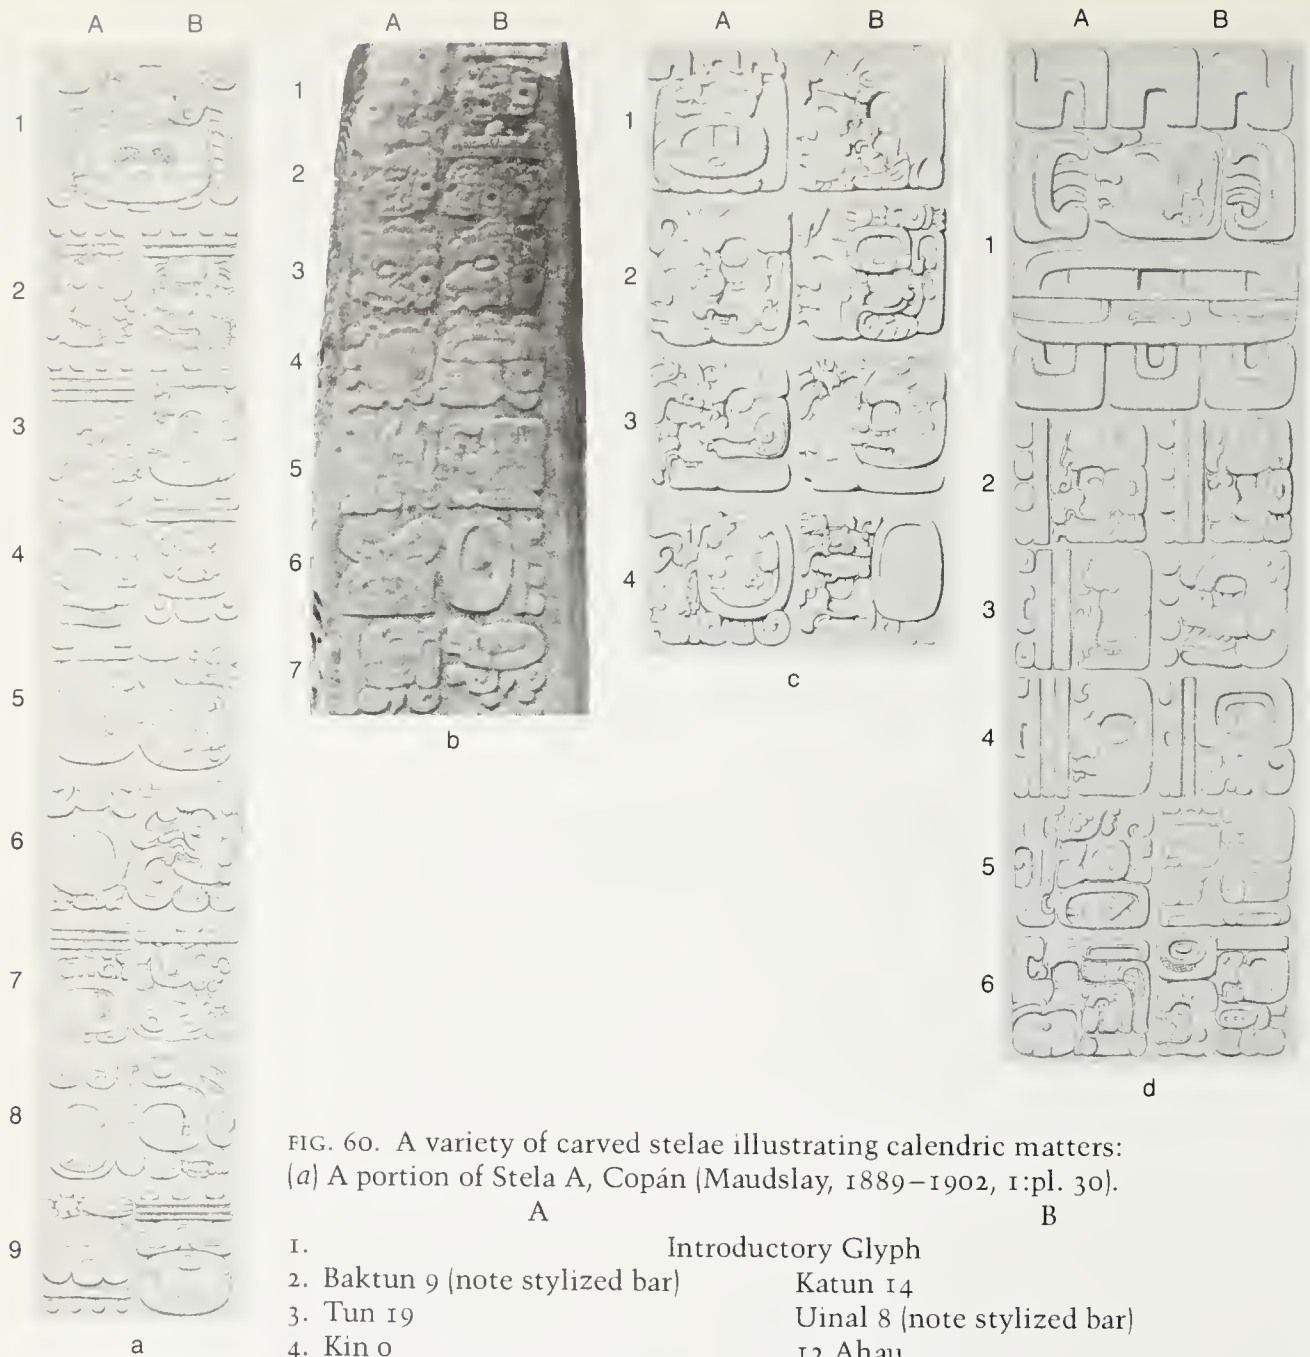 A B
1
2
3
4
5
6
7
8
9
a
A B
1
2
3
4
5
6
7
b
A B
1
2
3
4
c
A B
1
2
3
4
5
6
d
FIG. 60. A variety of carved stelae illustrating calendric matters:
(a) A portion of Stela A, Copán (Maudslay, 1889–1902, 1:pl. 30).
A B
1. Introductory Glyph
2. Baktun 9 (note stylized bar) Katun 14
3. Tun 19 Uinal 8 (note stylized bar)
4. Kin 0 12 Ahau